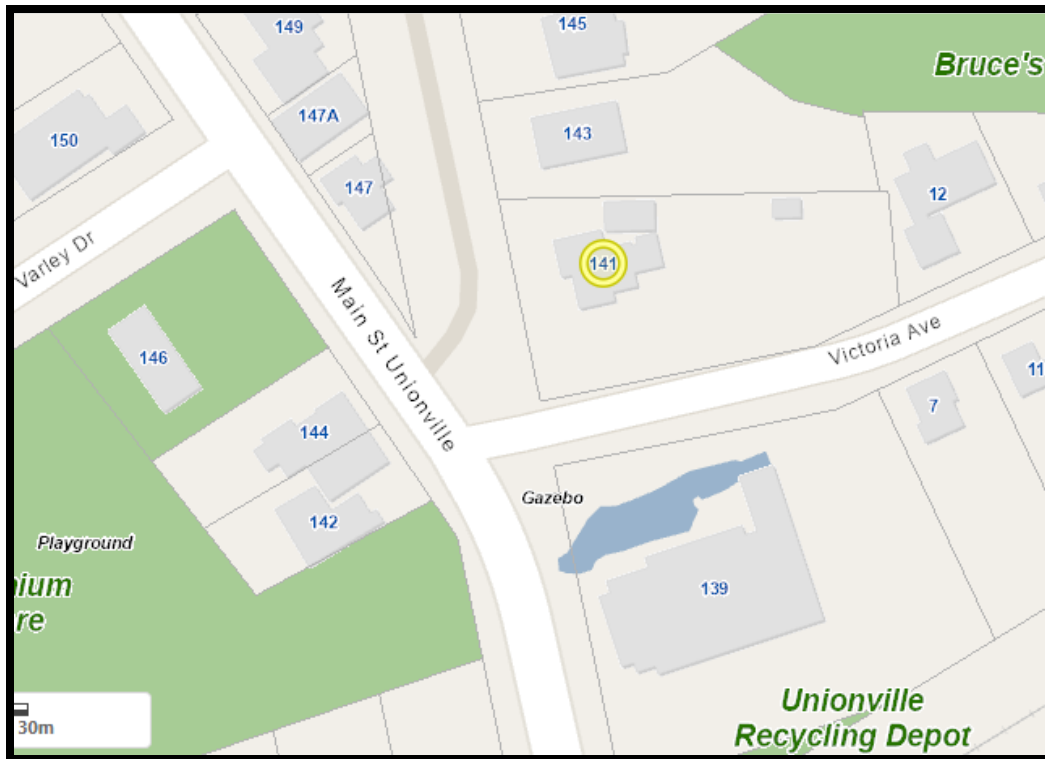 149
145
Bruce's
147A
150
143
147
12
Varley Dr
141
Main St Unionville
Victoria Ave
146
11
7
144
Gazebo
142
Playground
nium
re
139
Unionville
Recycling Depot
30m